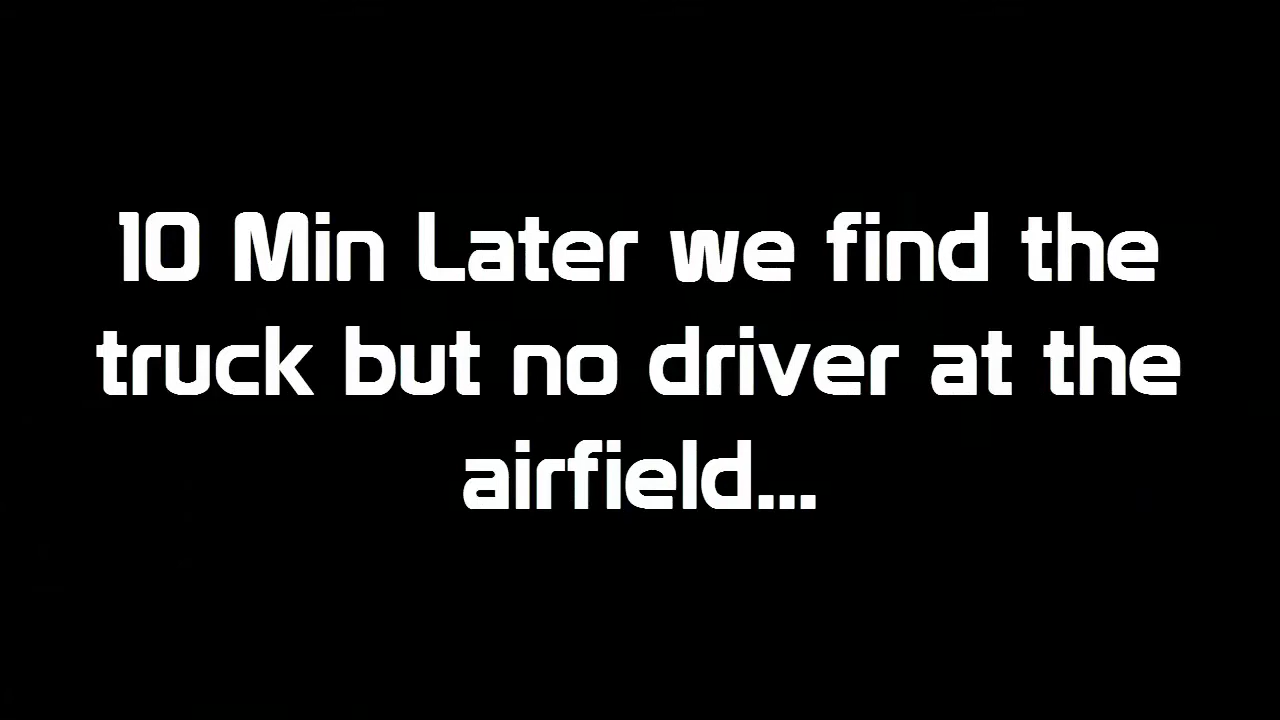 10 Min Later we find the
truck but no driver at the
airfield...